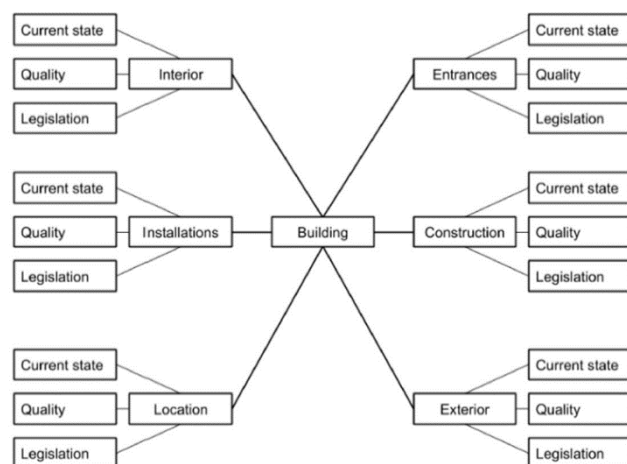 Current state
Quality
Legislation
Interior
Entrances
Current state
Quality
Legislation
Current state
Quality
Legislation
Installations
Building
Construction
Current state
Quality
Legislation
Current state
Quality
Legislation
Location
Exterior
Current state
Quality
Legislation